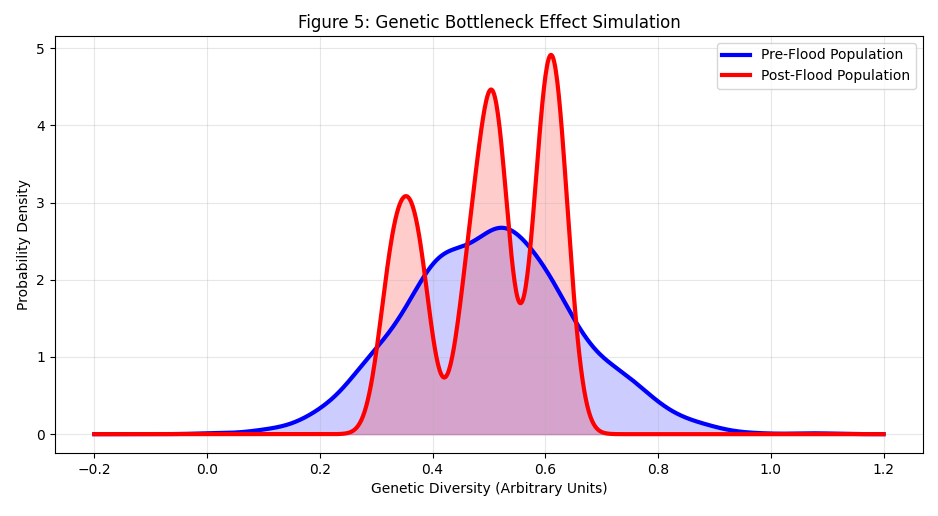 Figure 5: Genetic Bottleneck Effect Simulation
Pre-Flood Population
Post-Flood Population
Probability Density
5
4
3
2
1
0
−0.2 0.0 0.2 0.4 0.6 0.8 1.0 1.2
Genetic Diversity (Arbitrary Units)